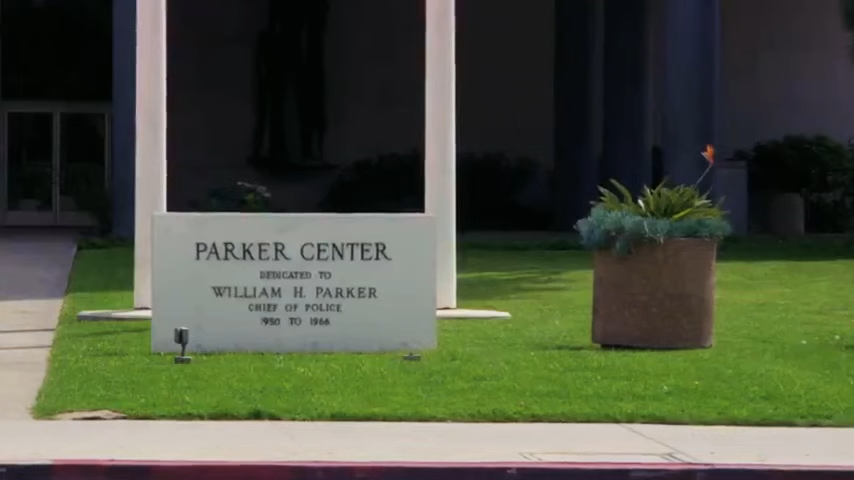 PARKER CENTER
DEDICATED TO
WILLIAM H. PARKER
CHIEF OF POLICE
1950 TO 1966